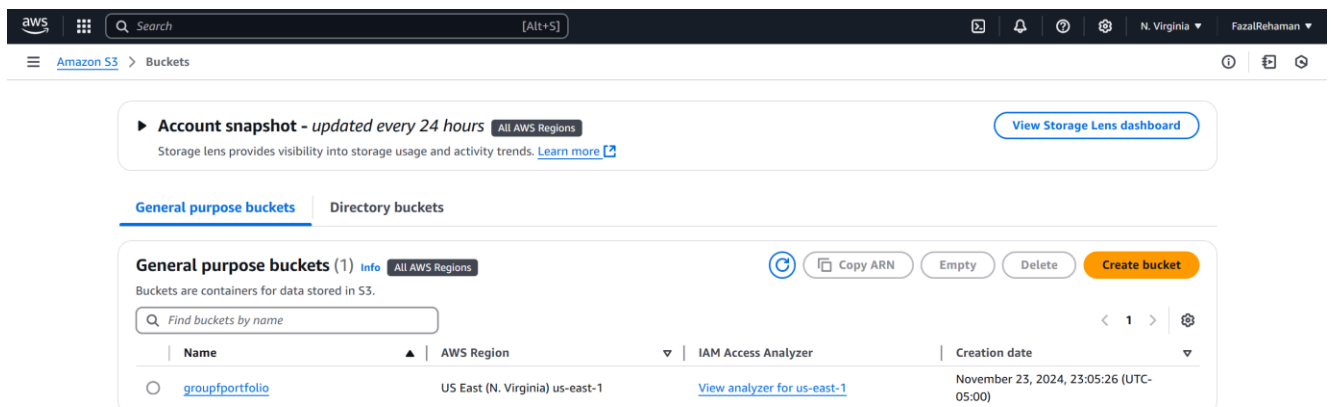 aws Search [Alt+S] N. Virginia ▼ FazalRehaman ▼
Amazon S3 > Buckets
Account snapshot - updated every 24 hours All AWS Regions View Storage Lens dashboard
Storage lens provides visibility into storage usage and activity trends. Learn more
General purpose buckets Directory buckets
General purpose buckets (1) Info All AWS Regions Copy ARN Empty Delete Create bucket
Buckets are containers for data stored in S3.
Find buckets by name < 1 >
Name AWS Region IAM Access Analyzer Creation date
groupfportfolio US East (N. Virginia) us-east-1 View analyzer for us-east-1 November 23, 2024, 23:05:26 (UTC-
05:00)